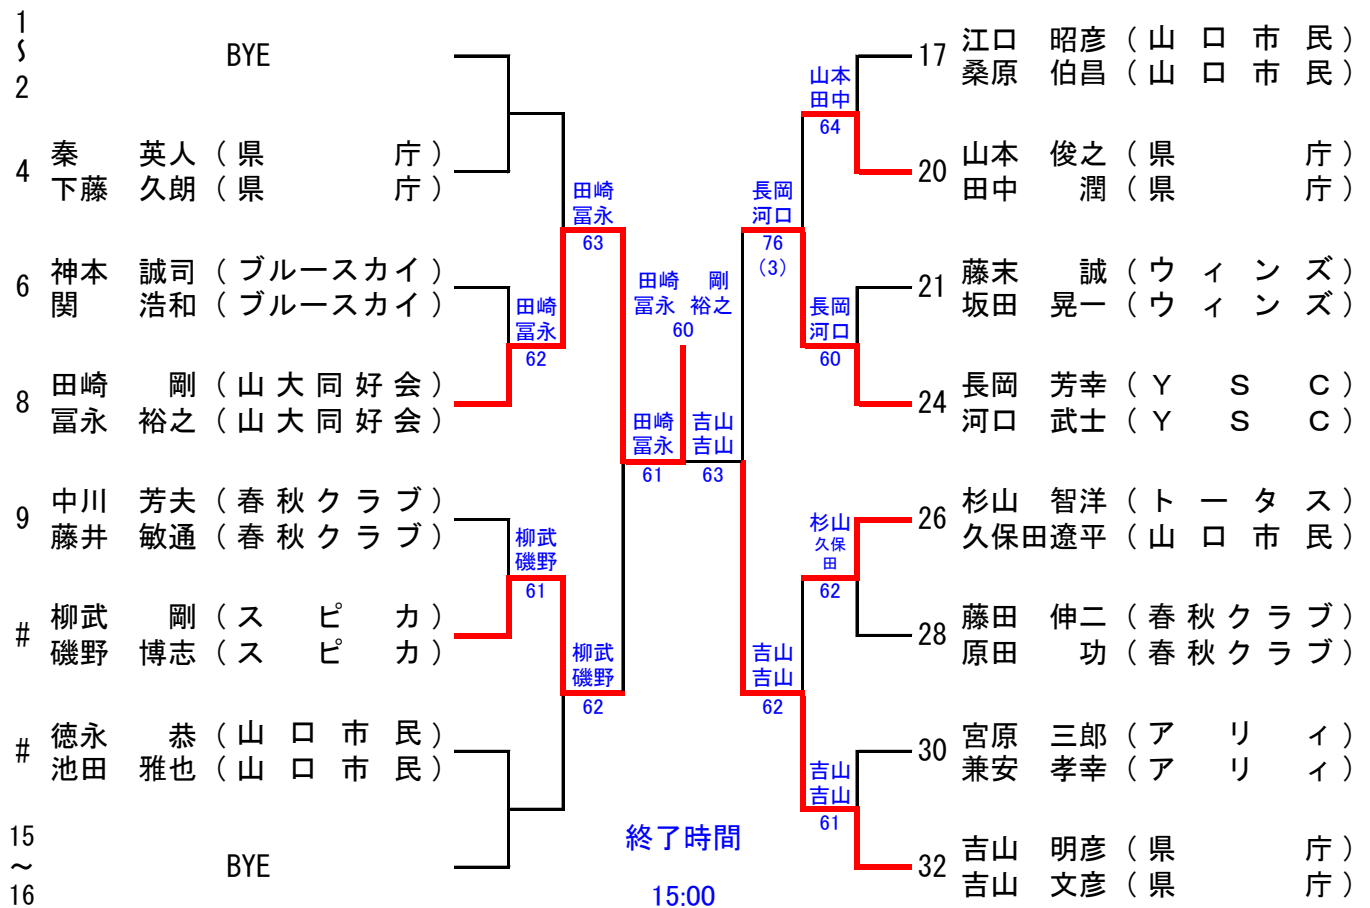 1
〜
2
BYE
4
秦 英人 (県 庁)
下藤 久朗 (県 庁)
6
神本 誠司 (ブルースカイ)
関 浩和 (ブルースカイ)
8
田崎 剛 (山大同好会)
冨永 裕之 (山大同好会)
9
中川 芳夫 (春秋クラブ)
藤井 敏通 (春秋クラブ)
#
柳武 剛 (スピカ)
磯野 博志 (スピカ)
#
徳永 恭 (山口市民)
池田 雅也 (山口市民)
15
〜
16
BYE
田崎
冨永
62
柳武
磯野
61
田崎
冨永
63
柳武
磯野
62
田崎
冨永
61
田崎 剛
冨永 裕之
60
吉山
吉山
63
長岡
河口
76
(3)
吉山
吉山
62
山本
田中
64
長岡
河口
60
杉山
久保
田
62
吉山
吉山
61
17
江口 昭彦 (山口市民)
桑原 伯昌 (山口市民)
20
山本 俊之 (県 庁)
田中 潤 (県 庁)
21
藤末 誠 (ウィンズ)
坂田 晃一 (ウィンズ)
24
長岡 芳幸 (YSC)
河口 武士 (YSC)
26
杉山 智洋 (トータス)
久保田遼平 (山口市民)
28
藤田 伸二 (春秋クラブ)
原田 功 (春秋クラブ)
30
宮原 三郎 (アリィ)
兼安 孝幸 (アリィ)
32
吉山 明彦 (県 庁)
吉山 文彦 (県 庁)
終了時間
15:00